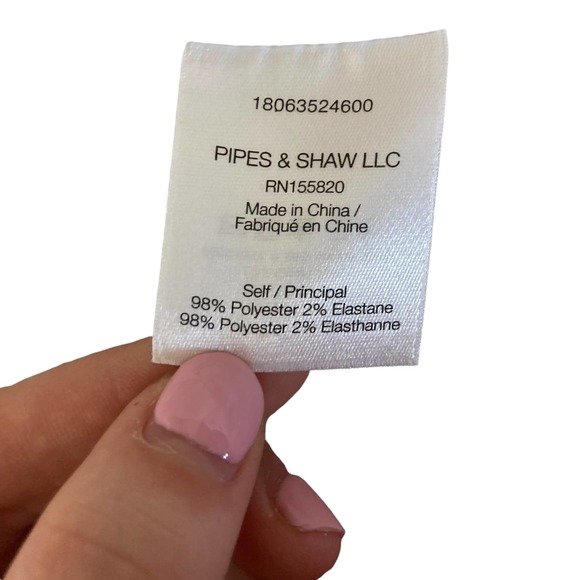 18063524600
PIPES & SHAW LLC
RN155820
Made in China /
Fabriqué en Chine
Self / Principal
98% Polyester 2% Elastane
98% Polyester 2% Elasthanne